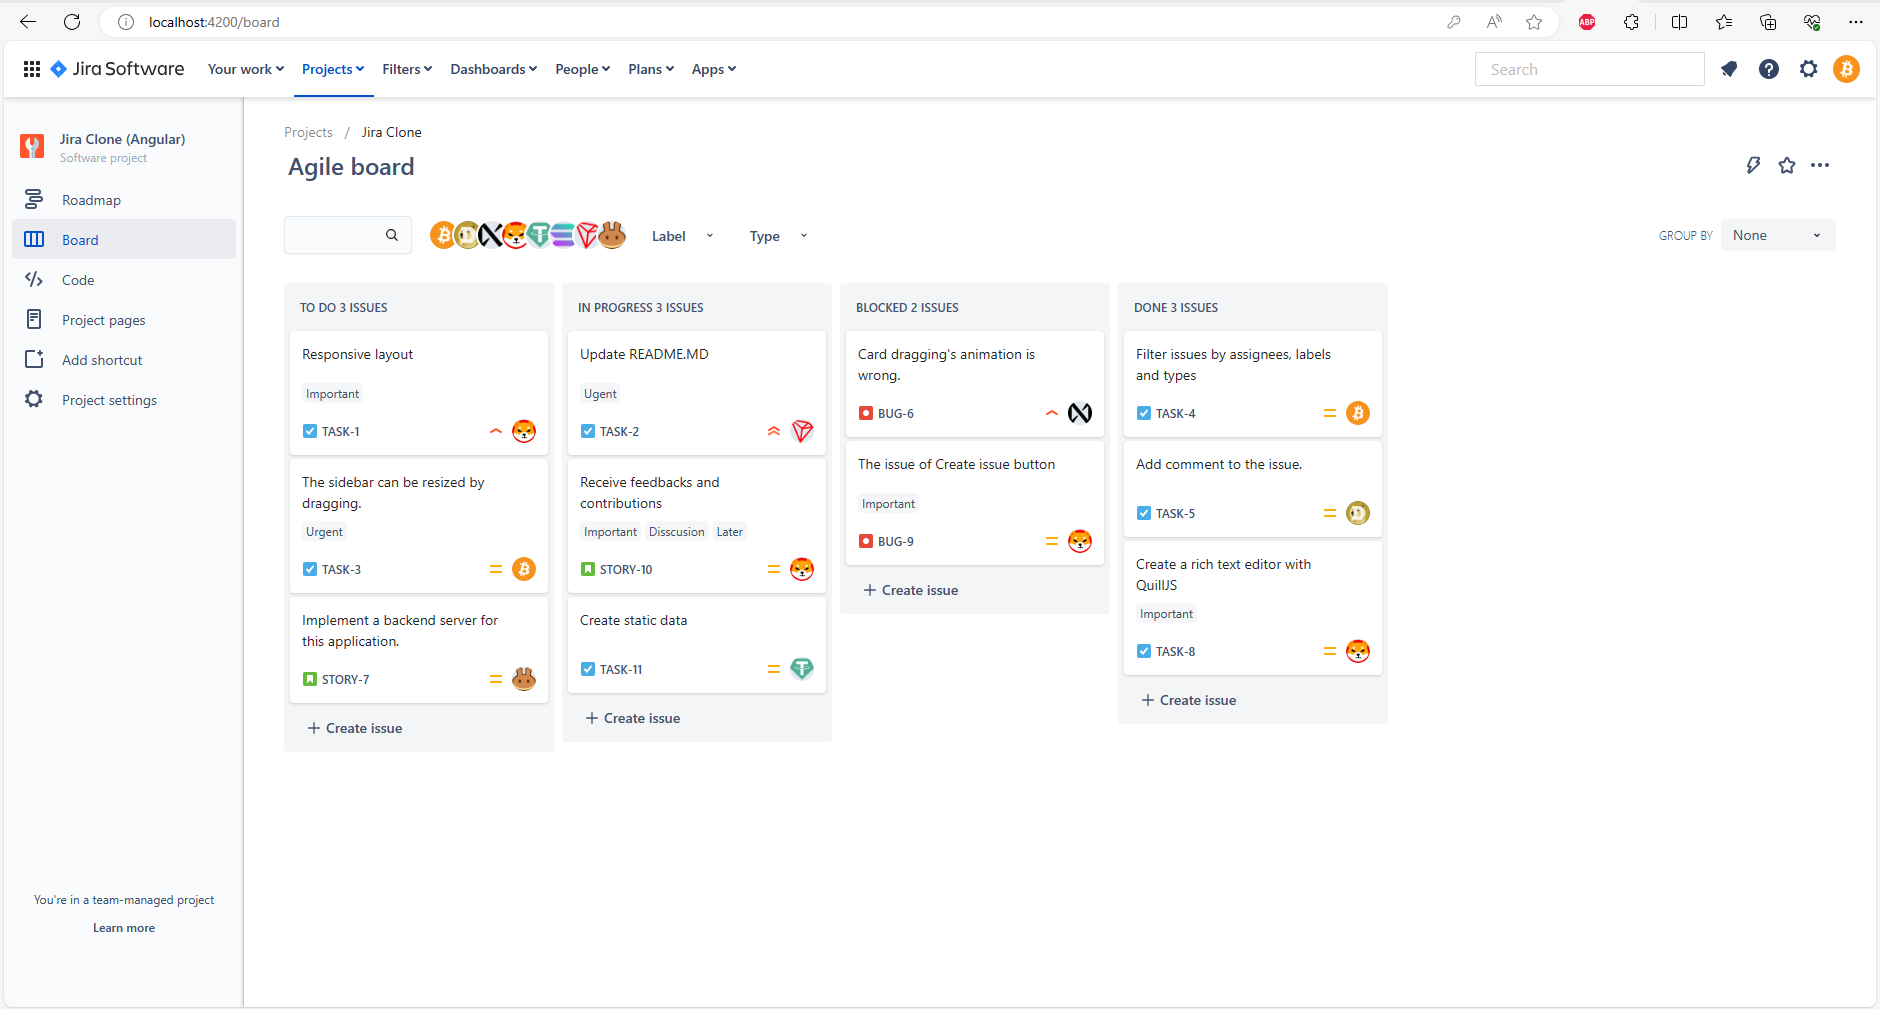 localhost:4200/board
ABP
Jira Software
Your work
Projects
Filters
Dashboards
People
Plans
Apps
Search
Jira Clone (Angular)
Software project
Roadmap
Board
Code
Project pages
Add shortcut
Project settings
You're in a team-managed project
Learn more
Projects / Jira Clone
Agile board
Label
Type
GROUP BY
None
TO DO 3 ISSUES
Responsive layout
Important
TASK-1
The sidebar can be resized by
dragging.
Urgent
TASK-3
Implement a backend server for
this application.
STORY-7
Create issue
IN PROGRESS 3 ISSUES
Update README.MD
Ugent
TASK-2
Receive feedbacks and
contributions
Important Disscusion Later
STORY-10
Create static data
TASK-11
Create issue
BLOCKED 2 ISSUES
Card dragging's animation is
wrong.
BUG-6
The issue of Create issue button
Important
BUG-9
Create issue
DONE 3 ISSUES
Filter issues by assignees, labels
and types
TASK-4
Add comment to the issue.
TASK-5
Create a rich text editor with
QuillJS
Important
TASK-8
Create issue